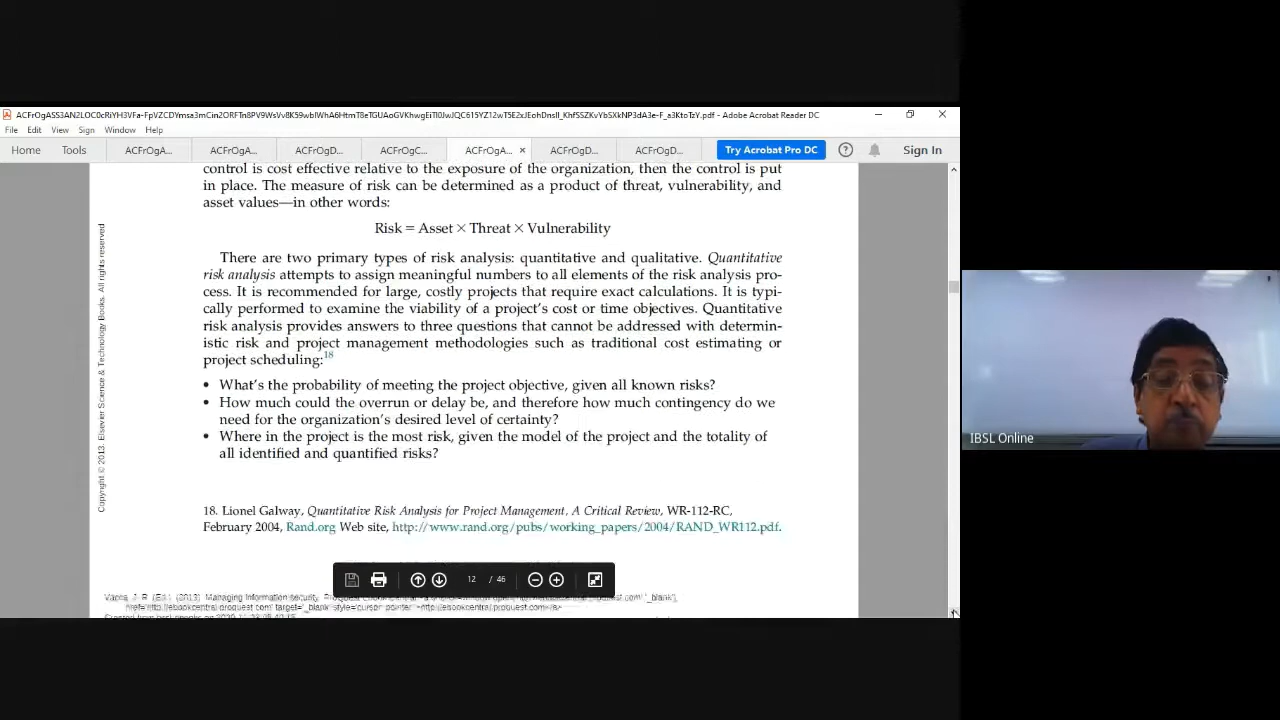 ACFrOgASS3AN2LOC0cRiYH3VFa-FpVZCDYmsa3mCin2ORFTn8PV9WsVv8K59wbIWhA6HtmT8eTGUAoGVKhwgEiTl0JwJQC615YZ12wT5E2xJEohDnsII_Khf5SZKvYbSXkNP3dA3e-F_a3KtoTaY.pdf - Adobe Acrobat Reader DC
File Edit View Sign Window Help
Home Tools ACFrOgA... ACFrOgA... ACFrOgD... ACFrOgC... ACFrOgA... × ACFrOgD... ACFrOgD... Try Acrobat Pro DC Sign In
control is cost effective relative to the exposure of the organization, then the control is put
in place. The measure of risk can be determined as a product of threat, vulnerability, and
asset values—in other words:
Risk = Asset × Threat × Vulnerability
There are two primary types of risk analysis: quantitative and qualitative. Quantitative
risk analysis attempts to assign meaningful numbers to all elements of the risk analysis pro-
cess. It is recommended for large, costly projects that require exact calculations. It is typi-
cally performed to examine the viability of a project's cost or time objectives. Quantitative
risk analysis provides answers to three questions that cannot be addressed with determin-
istic risk and project management methodologies such as traditional cost estimating or
project scheduling:18
• What's the probability of meeting the project objective, given all known risks?
• How much could the overrun or delay be, and therefore how much contingency do we
need for the organization's desired level of certainty?
• Where in the project is the most risk, given the model of the project and the totality of
all identified and quantified risks?
18. Lionel Galway, Quantitative Risk Analysis for Project Management, A Critical Review, WR-112-RC,
February 2004, Rand.org Web site, http://www.rand.org/pubs/working_papers/2004/RAND_WR112.pdf.
Copyright © 2013. Elsevier Science & Technology Books. All rights reserved
12 / 46
Vacca, J. R. (Ed.). (2013). Managing information security. ProQuest
IBSL Online